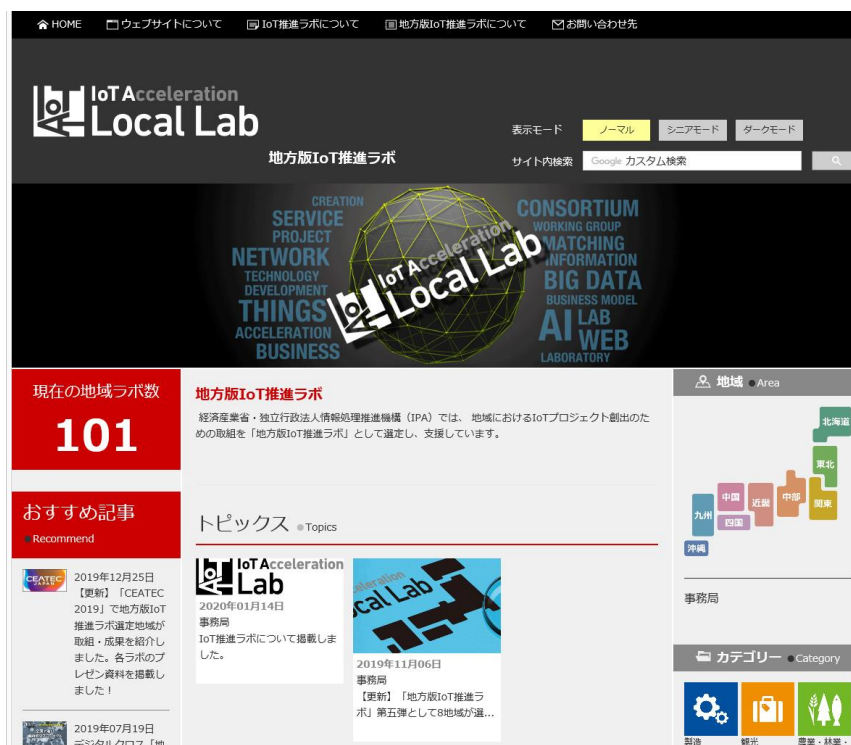 HOME ウェブサイトについて IoT推進ラボについて 地方版IoT推進ラボについて お問い合わせ先
IoT Acceleration
Local Lab
地方版IoT推進ラボ
表示モード ノーマル シニアモード ダークモード
サイト内検索 Google カスタム検索
CREATION
SERVICE
PROJECT
NETWORK
TECHNOLOGY
DEVELOPMENT
THINGS
ACCELERATION
BUSINESS
IoT Acceleration
Local Lab
CONSORTIUM
WORKING GROUP
MATCHING
INFORMATION
BIG DATA
BUSINESS MODEL
AI LAB
WEB
LABORATORY
現在の地域ラボ数
101
おすすめ記事
●Recommend
CEATEC
JAPAN
2019年12月25日
【更新】「CEATEC
2019」で地方版IoT
推進ラボ選定地域が
取組・成果を紹介し
ました。各ラボのプ
レゼン資料を掲載し
ました！
2019年07月19日
デジタルクロス「地
地方版IoT推進ラボ
経済産業省・独立行政法人情報処理推進機構（IPA）では、 地域におけるIoTプロジェクト創出のた
めの取組を「地方版IoT推進ラボ」として選定し、支援しています。
トピックス ●Topics
IoT Acceleration
Lab
2020年01月14日
事務局
IoT推進ラボについて掲載しま
した。
cal Lab
2019年11月06日
事務局
【更新】「地方版IoT推進ラ
ボ」第五弾として8地域が選...
地域 ●Area
北海道
東北
中国 近畿 中部 関東
九州 四国
沖縄
事務局
カテゴリー ●Category
製造 観光 農業・林業・